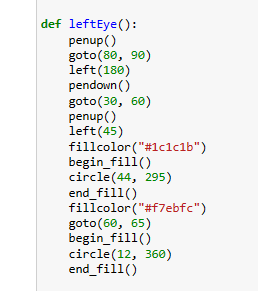 def leftEye():
    penup()
    goto(80, 90)
    left(180)
    pendown()
    goto(30, 60)
    penup()
    left(45)
    fillcolor("#1c1c1b")
    begin_fill()
    circle(44, 295)
    end_fill()
    fillcolor("#f7ebfc")
    goto(60, 65)
    begin_fill()
    circle(12, 360)
    end_fill()